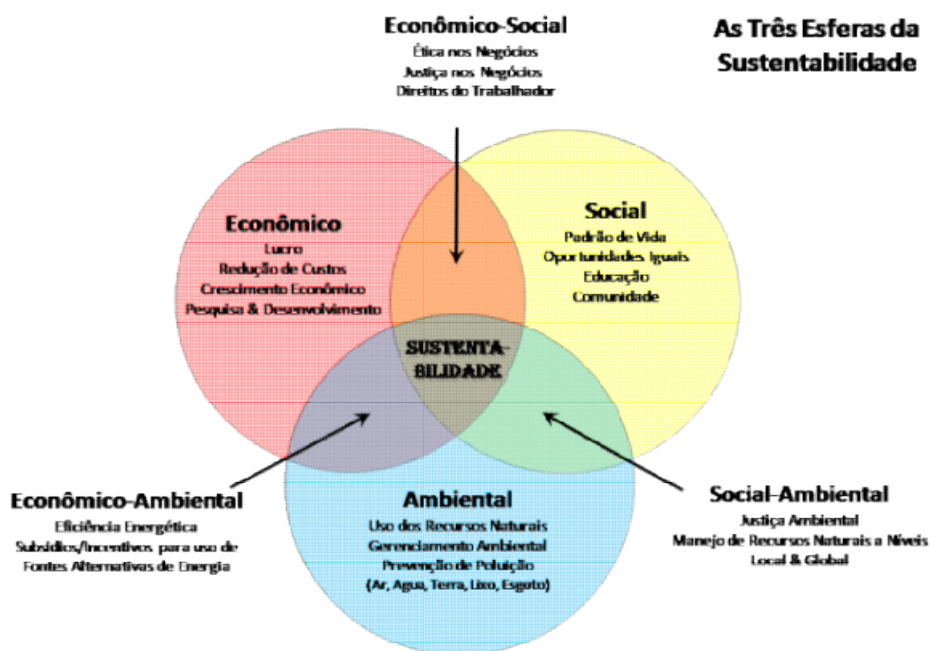 Econômico-Social
Ética nos Negócios
Justiça nos Negócios
Direitos do Trabalhador
As Três Esferas da
Sustentabilidade
Econômico
Lucro
Redução de Custos
Crescimento Econômico
Pesquisa & Desenvolvimento
Social
Padrão de Vida
Oportunidades Iguais
Educação
Comunidade
SUSTENTA-
BILIDADE
Econômico-Ambiental
Eficiência Energética
Subsídios/Incentivos para uso de
Fontes Alternativas de Energia
Ambiental
Uso dos Recursos Naturais
Gerenciamento Ambiental
Prevenção de Poluição
(Ar, Agua, Terra, Lixo, Esgoto)
Social-Ambiental
Justiça Ambiental
Manejo de Recursos Naturais a Níveis
Local & Global